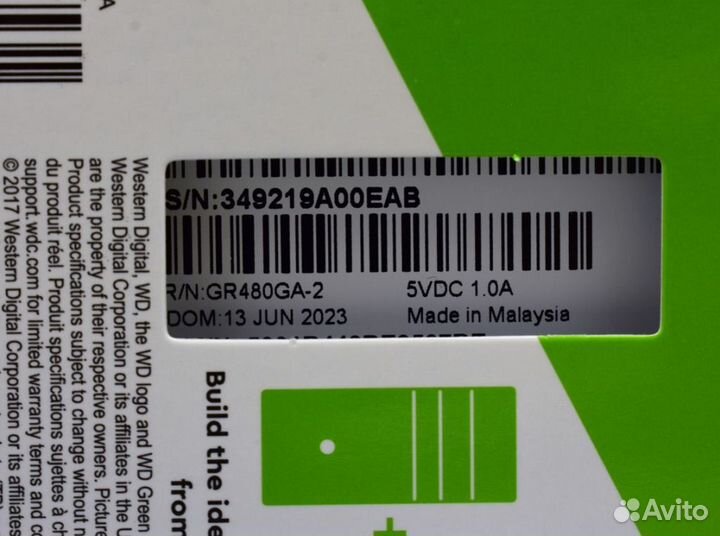 A
S/N:349219A00EAB
R/N:GR480GA-2
5VDC 1.0A
DOM:13 JUN 2023
Made in Malaysia
Western Digital, WD, the WD logo and WD Green
Western Digital Corporation or its affiliates in the U
are the property of their respective owners. Picture
Product specifications subject to change without n
du produit réel. Produit spécifications sujettes à ch
support.wdc.com for limited warranty terms and co
© 2017 Western Digital Corporation or its affiliates
Build the ide
from
Avito